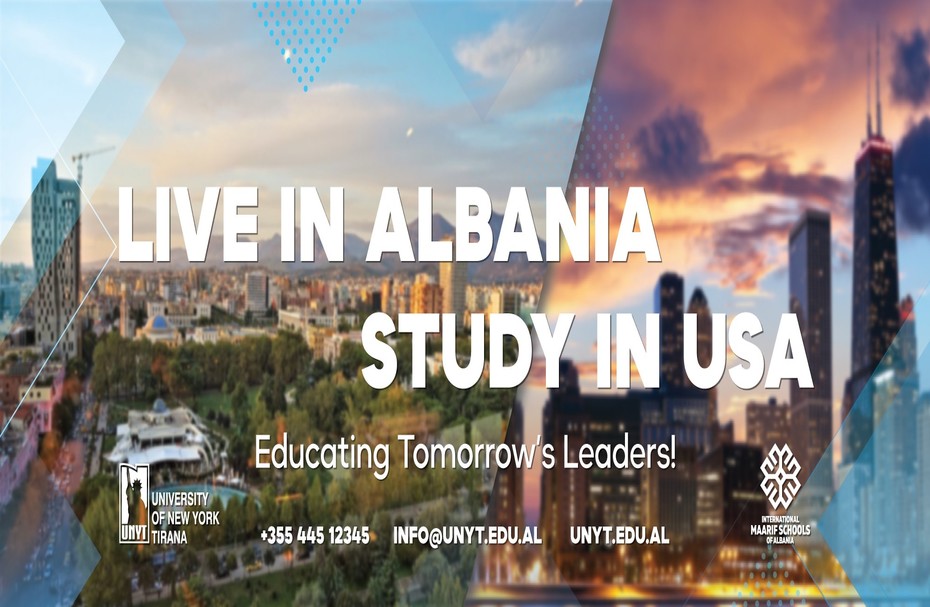 LIVE IN ALBANIA
STUDY IN USA
Educating Tomorrow's Leaders!
UNYT
UNIVERSITY
OF NEW YORK
TIRANA
+355 445 12345 INFO@UNYT.EDU.AL UNYT.EDU.AL
INTERNATIONAL
MAARIF SCHOOLS
OF ALBANIA